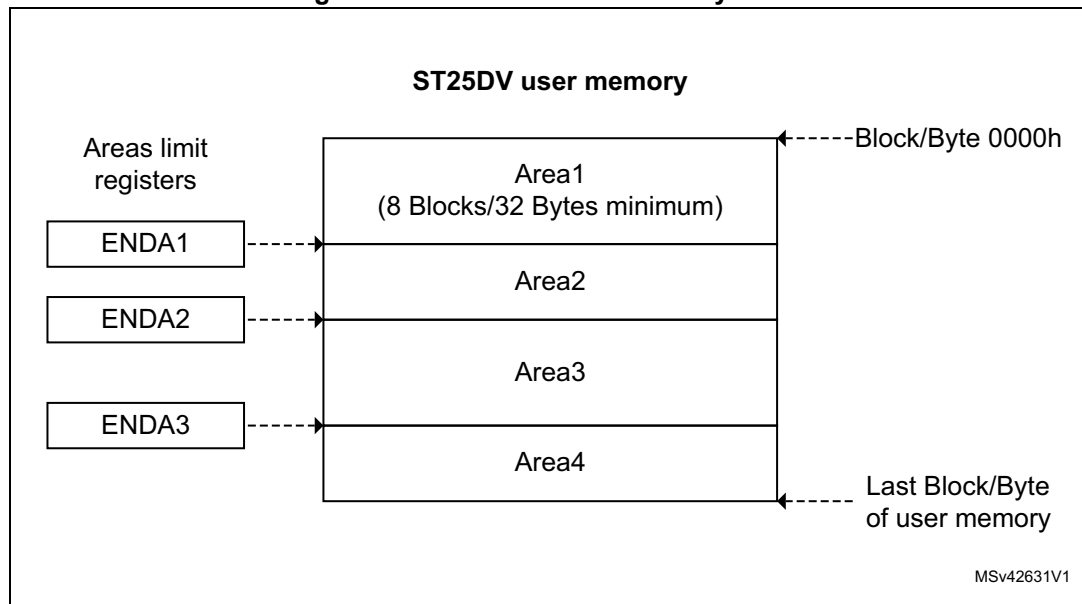 ST25DV user memory
Areas limit
registers
Block/Byte 0000h
Area1
(8 Blocks/32 Bytes minimum)
ENDA1
Area2
ENDA2
Area3
ENDA3
Area4
Last Block/Byte
of user memory
MSv42631V1